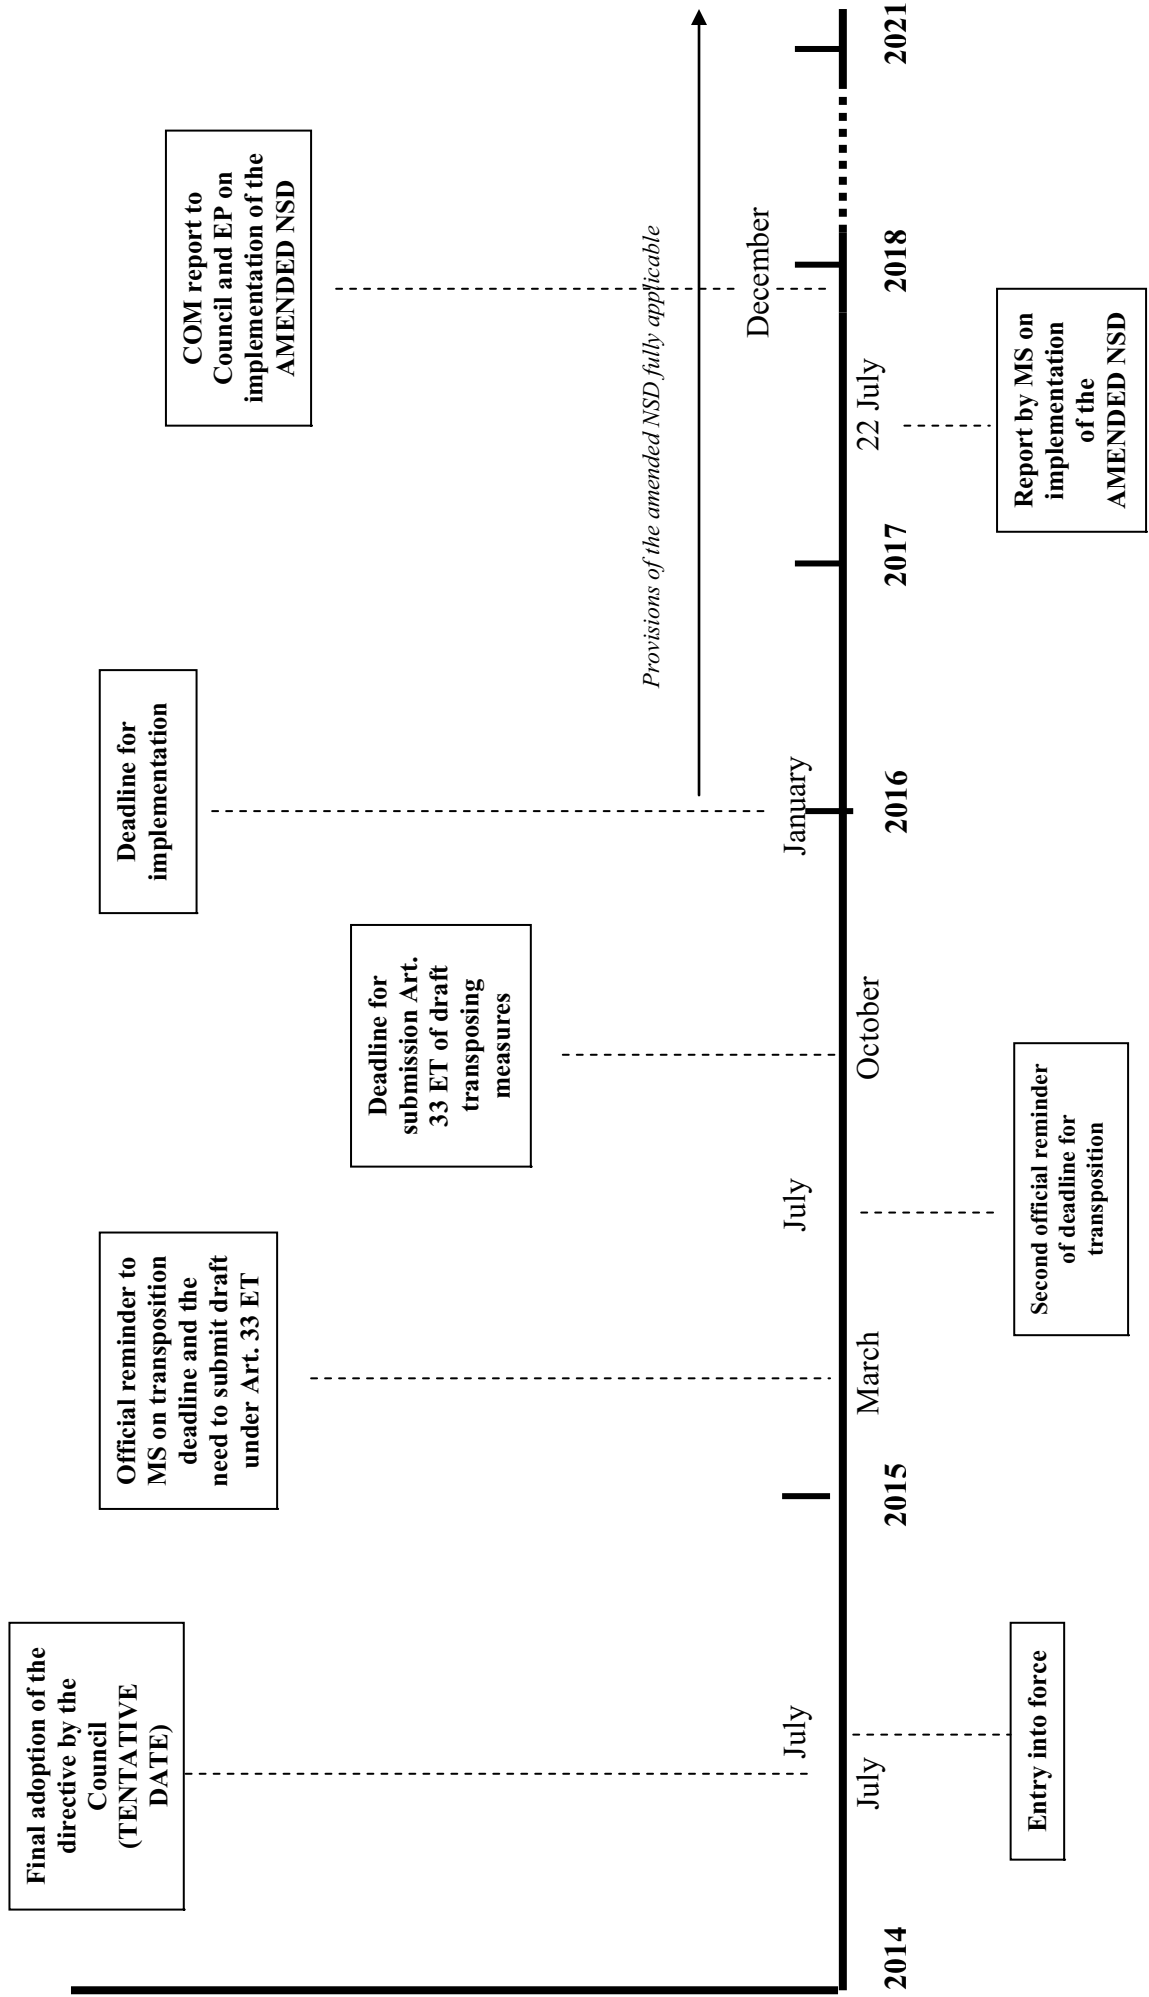 Final adoption of the
directive by the
Council
(TENTATIVE
DATE)
Official reminder to
MS on transposition
deadline and the
need to submit draft
under Art. 33 ET
Deadline for
submission Art.
33 ET of draft
transposing
measures
Deadline for
implementation
COM report to
Council and EP on
implementation of the
AMENDED NSD
Provisions of the amended NSD fully applicable
July
July
January
December
July
March
October
22 July
2014
2015
2016
2017
2018
2021
Entry into force
Second official reminder
of deadline for
transposition
Report by MS on
implementation
of the
AMENDED NSD